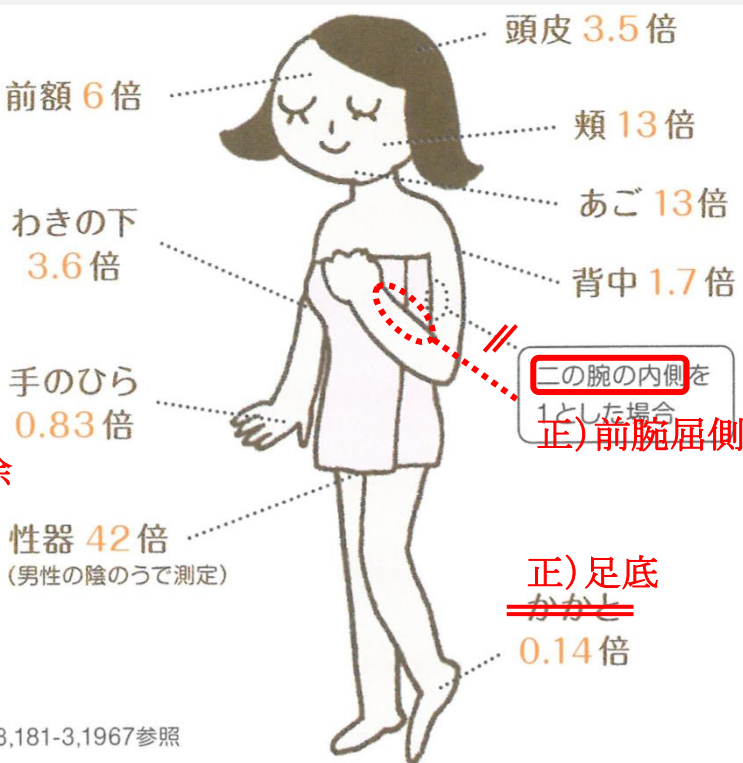 頭皮 3.5倍
前額 6倍
頬 13倍
あご 13倍
わきの下
3.6倍
背中 1.7倍
二の腕の内側を
1とした場合
正)前腕屈側
手のひら
0.83倍
性器 42倍
(男性の陰のうで測定)
正)足底
かかと
0.14倍
,181-3,1967参照